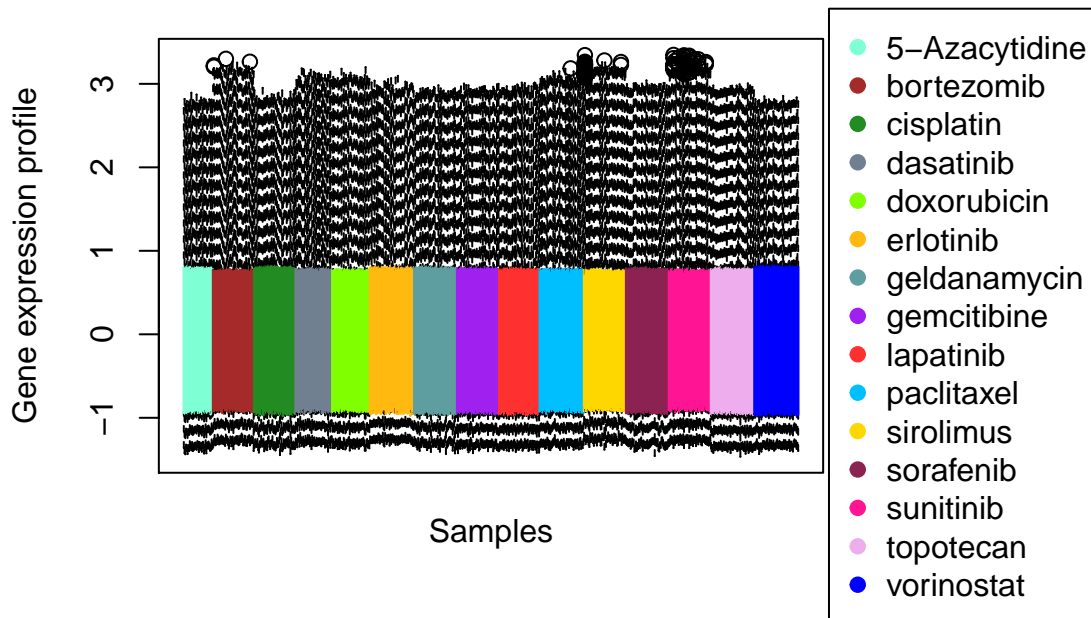 Gene expression profile
3
2
1
0
−1
Samples
5−Azacytidine
bortezomib
cisplatin
dasatinib
doxorubicin
erlotinib
geldanamycin
gemcitibine
lapatinib
paclitaxel
sirolimus
sorafenib
sunitinib
topotecan
vorinostat